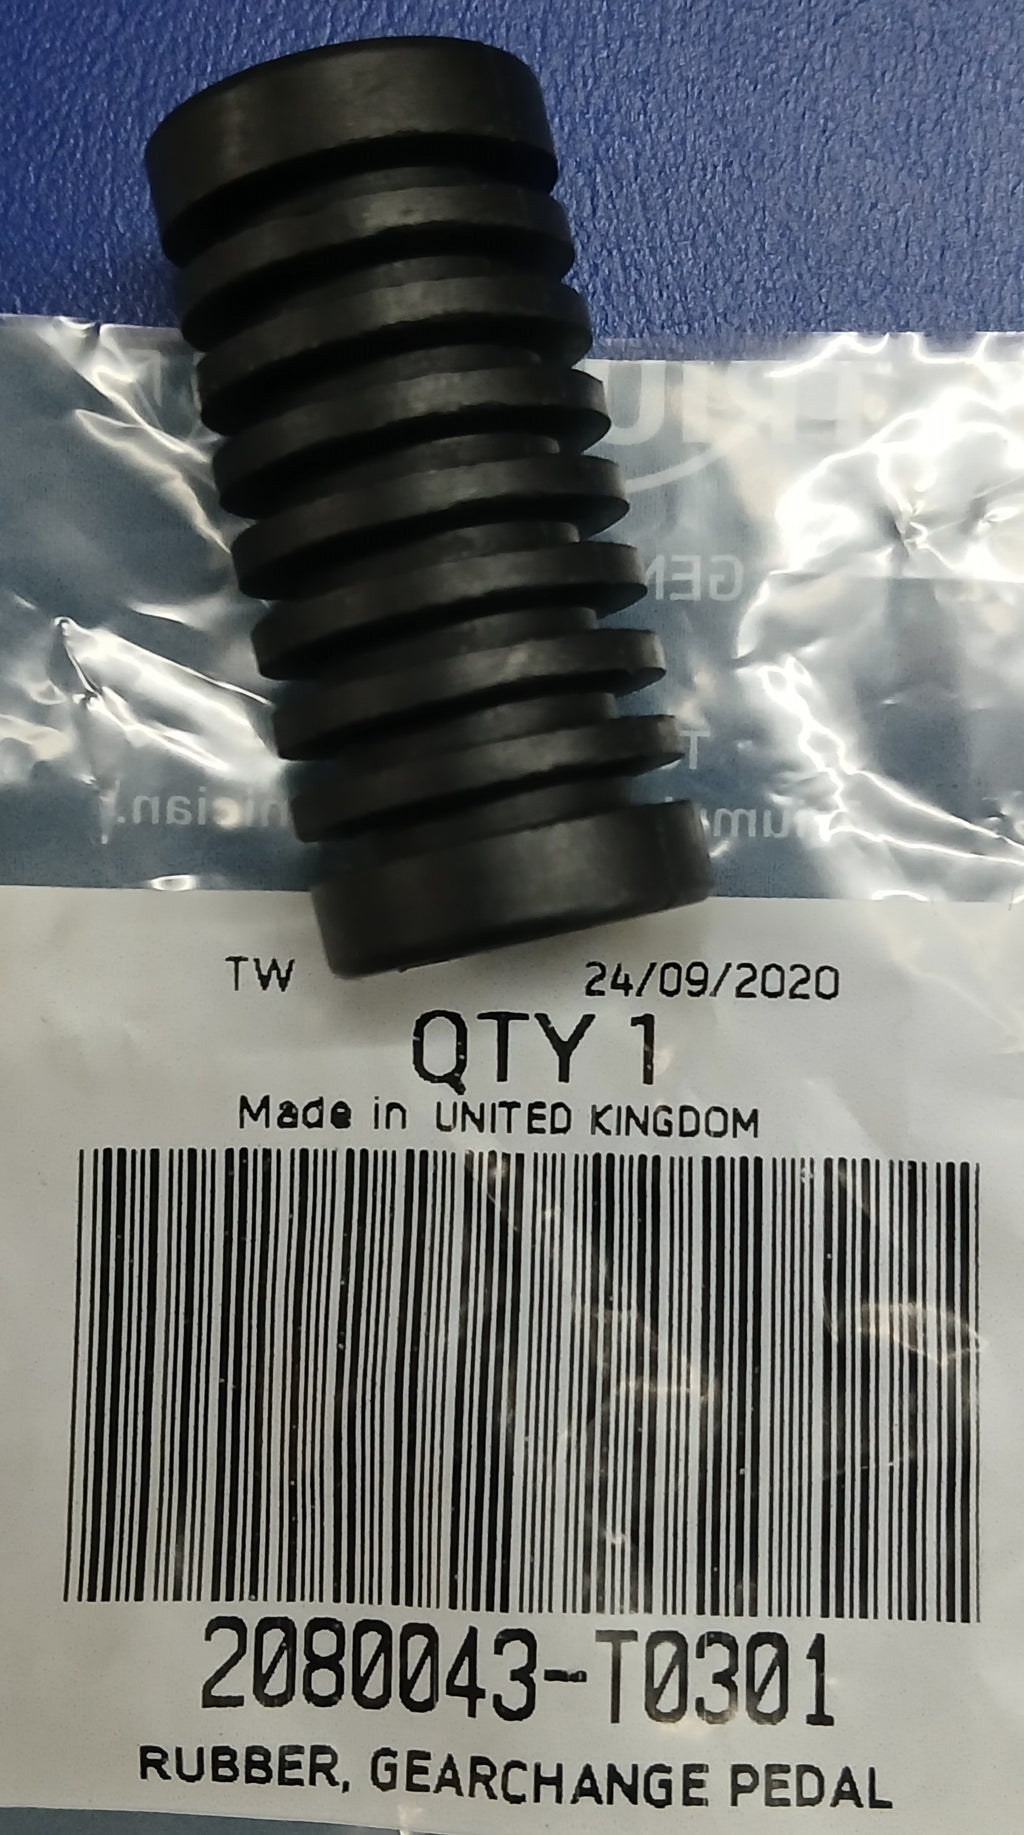 TW 24/09/2020
QTY 1
Made in UNITED KINGDOM
2080043-T0301
RUBBER, GEARCHANGE PEDAL